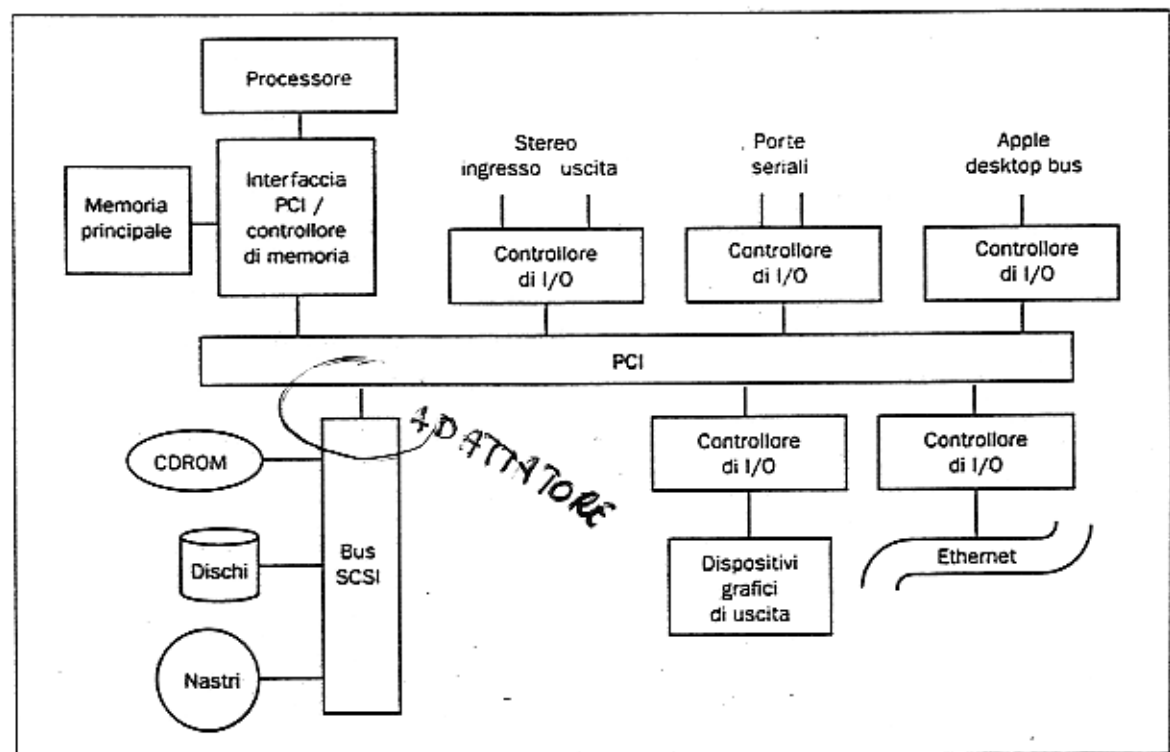 Processore
Memoria
principale
Interfaccia
PCI /
controllore
di memoria
Stereo
ingresso uscita
Controllore
di I/O
Porte
seriali
Controllore
di I/O
Apple
desktop bus
Controllore
di I/O
PCI
ADATTATORE
CDROM
Dischi
Nastri
Bus
SCSI
Controllore
di I/O
Dispositivi
grafici
di uscita
Controllore
di I/O
Ethernet